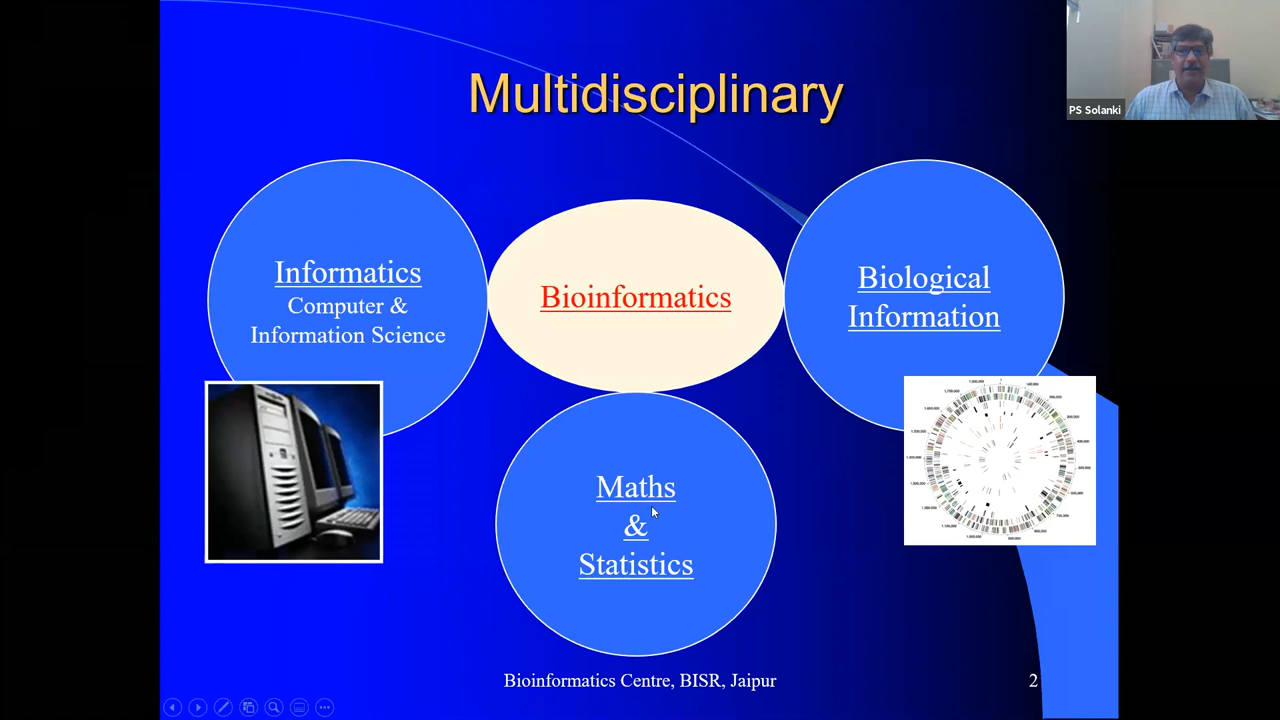 Multidisciplinary
PS Solanki
Informatics
Computer &
Information Science
Bioinformatics
Biological
Information
Maths
&
Statistics
Bioinformatics Centre, BISR, Jaipur
2